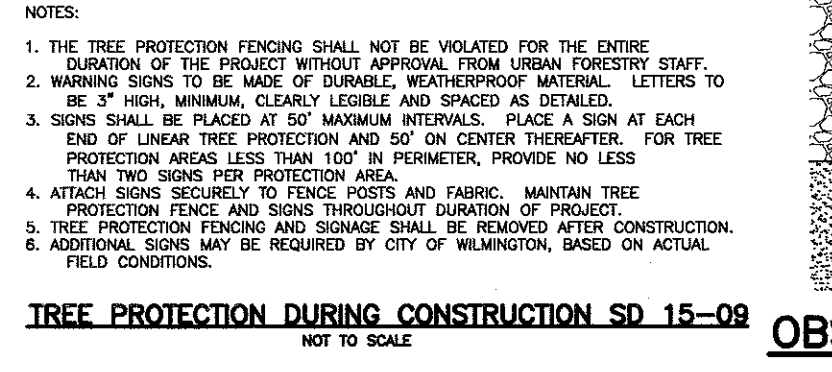 NOTES:
1. THE TREE PROTECTION FENCING SHALL NOT BE VIOLATED FOR THE ENTIRE
DURATION OF THE PROJECT WITHOUT APPROVAL FROM URBAN FORESTRY STAFF.
2. WARNING SIGNS TO BE MADE OF DURABLE, WEATHERPROOF MATERIAL. LETTERS TO
BE 3" HIGH, MINIMUM, CLEARLY LEGIBLE AND SPACED AS DETAILED.
3. SIGNS SHALL BE PLACED AT 50' MAXIMUM INTERVALS. PLACE A SIGN AT EACH
END OF LINEAR TREE PROTECTION AND 50' ON CENTER THEREAFTER. FOR TREE
PROTECTION AREAS LESS THAN 100' IN PERIMETER, PROVIDE NO LESS
THAN TWO SIGNS PER PROTECTION AREA.
4. ATTACH SIGNS SECURELY TO FENCE POSTS AND FABRIC. MAINTAIN TREE
PROTECTION FENCE AND SIGNS THROUGHOUT DURATION OF PROJECT.
5. TREE PROTECTION FENCING AND SIGNAGE SHALL BE REMOVED AFTER CONSTRUCTION.
6. ADDITIONAL SIGNS MAY BE REQUIRED BY CITY OF WILMINGTON, BASED ON ACTUAL
FIELD CONDITIONS.
TREE PROTECTION DURING CONSTRUCTION SD 15-09
NOT TO SCALE